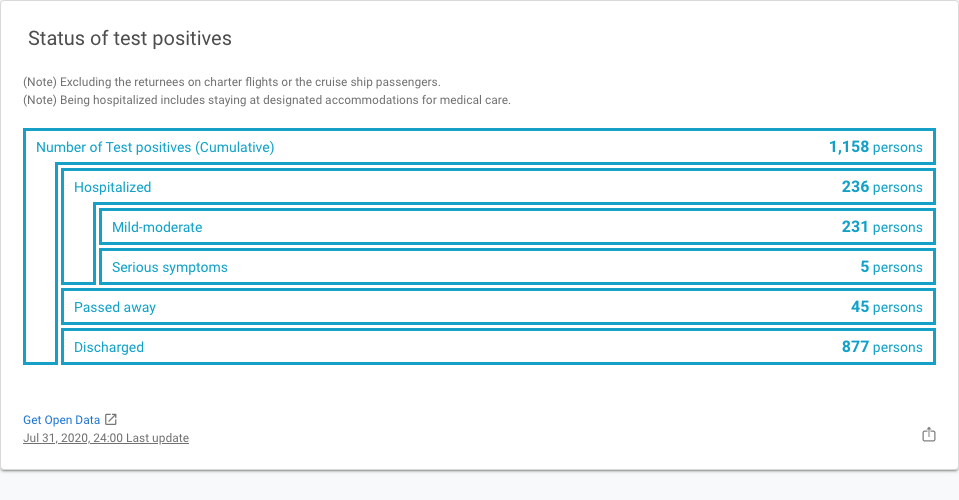 Status of test positives
(Note) Excluding the returnees on charter flights or the cruise ship passengers.
(Note) Being hospitalized includes staying at designated accommodations for medical care.
Number of Test positives (Cumulative) 1,158 persons
Hospitalized 236 persons
Mild-moderate 231 persons
Serious symptoms 5 persons
Passed away 45 persons
Discharged 877 persons
Get Open Data
Jul 31, 2020, 24:00 Last update